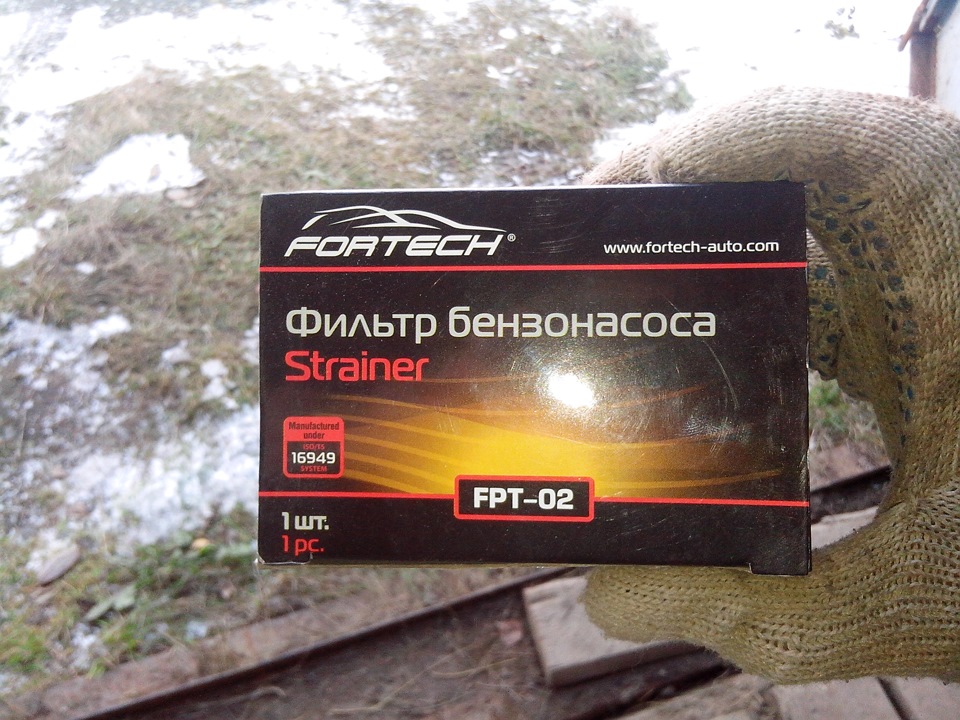 FORTECH®
www.fortech-auto.com
Фильтр бензонасоса
Strainer
Manufactured
under
ISO/TS
16949
SYSTEM
FPT-02
1 шт.
1 pc.